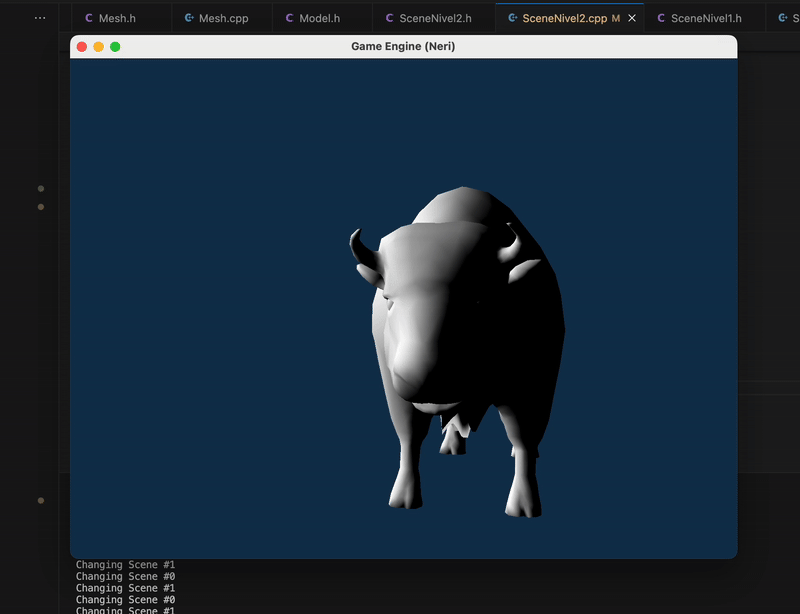 ··· C Mesh.h C+ Mesh.cpp C Model.h C SceneNivel2.h C+ SceneNivel2.cpp M × C SceneNivel1.h C+ S
Game Engine (Neri)
Changing Scene #1
Changing Scene #0
Changing Scene #1
Changing Scene #0
Changing Scene #1